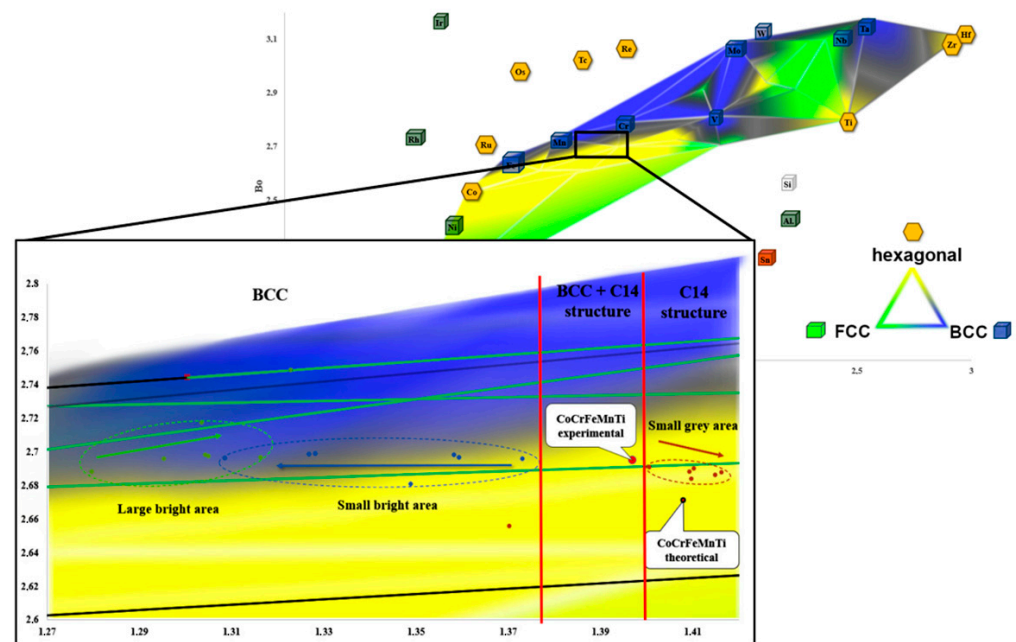 3.1
2.9
2.7
2.5
Bo
Ir
Os
Tc
Re
Rh
Ru
Co
Ni
Mn
Cr
Mo
W
V
Nb
Ta
Zr
Hf
Ti
Si
Al
Sn
hexagonal
FCC
BCC
2.5
3
2.8
2,78
2,76
2.74
2.72
2.7
2.68
2,66
2,64
2,62
2.6
1.27
1.29
1.31
1.33
1.35
1.37
1.39
1.41
BCC
BCC + C14
structure
C14
structure
CoCrFeMnTi
experimental
Small grey area
Large bright area
Small bright area
CoCrFeMnTi
theoretical